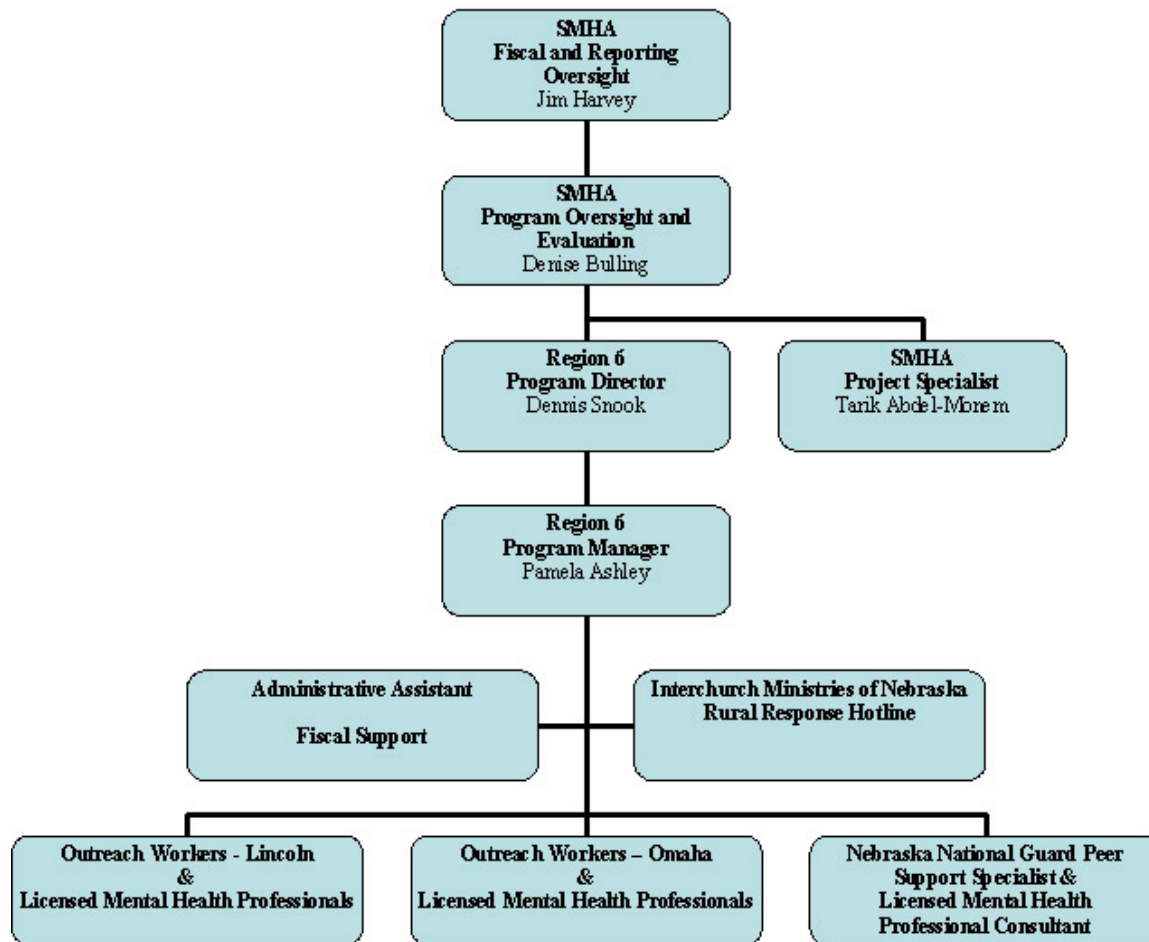 SMHA
Fiscal and Reporting
Oversight
Jim Harvey
SMHA
Program Oversight and
Evaluation
Denise Bulling
Region 6
Program Director
Dennis Snook
SMHA
Project Specialist
Tarik Abdel-Monem
Region 6
Program Manager
Pamela Ashley
Administrative Assistant
Fiscal Support
Interchurch Ministries of Nebraska
Rural Response Hotline
Outreach Workers - Lincoln
&
Licensed Mental Health Professionals
Outreach Workers – Omaha
&
Licensed Mental Health Professionals
Nebraska National Guard Peer
Support Specialist &
Licensed Mental Health
Professional Consultant